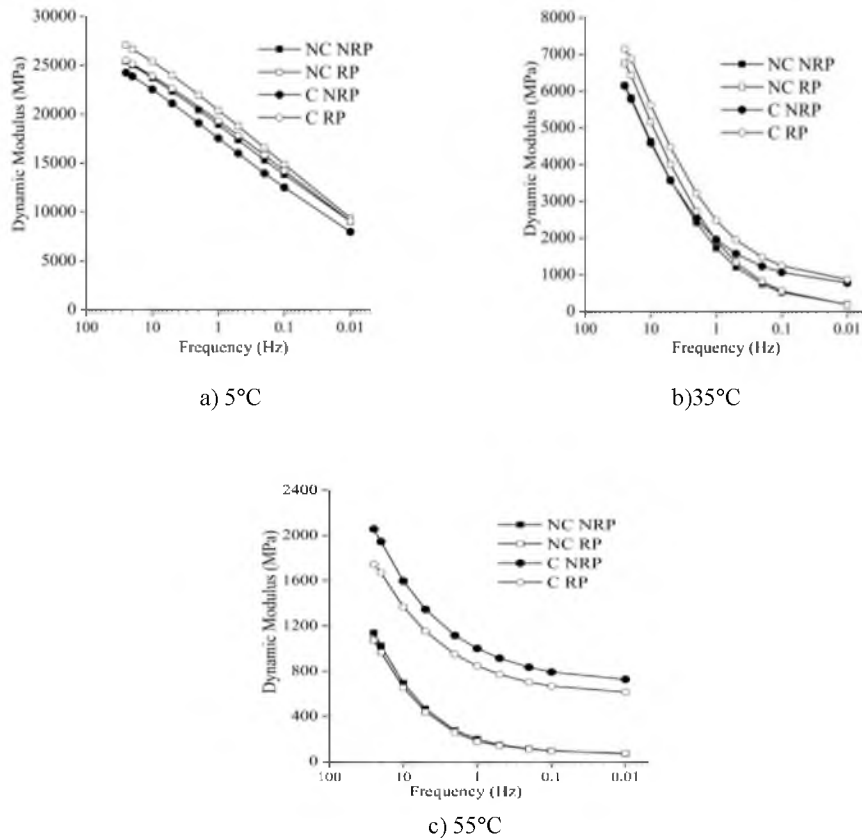 30000
25000
20000
15000
10000
5000
0
Dynamic Modulus (MPa)
NC NRP
NC RP
C NRP
C RP
100 10 1 0.1 0.01
Frequency (Hz)
a) 5°C
8000
7000
6000
5000
4000
3000
2000
1000
0
Dynamic Modulus (MPa)
NC NRP
NC RP
C NRP
C RP
100 10 1 0.1 0.01
Frequency (Hz)
b)35°C
2400
2000
1600
1200
800
400
0
Dynamic Modulus (MPa)
NC NRP
NC RP
C NRP
C RP
100 10 1 0.1 0.01
Frequency (Hz)
c) 55°C